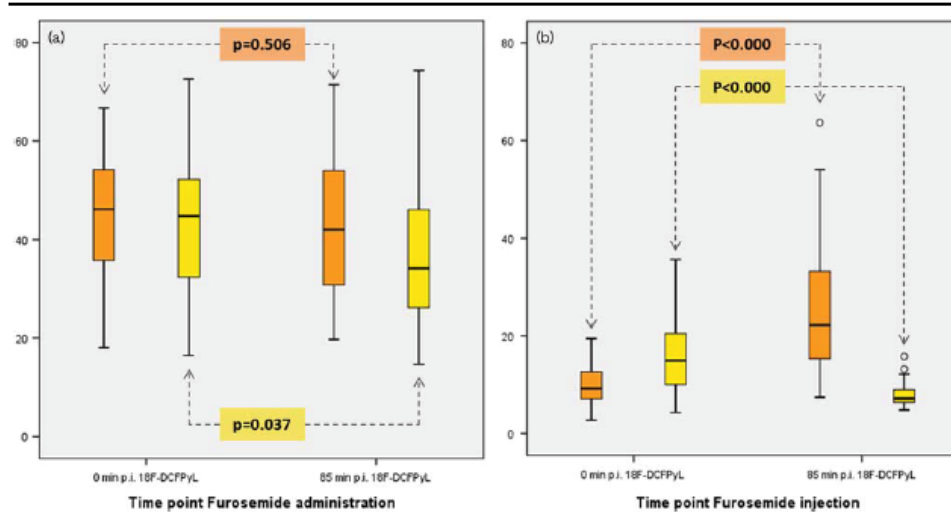 (a)
p=0.506
80
60
40
20
0
p=0.037
0 min p.i. 18F-DCFPyL
85 min p.i. 18F-DCFPyL
Time point Furosemide administration
(b)
P<0.000
P<0.000
80
60
40
20
0
0 min p.i. 18F-DCFPyL
85 min p.i. 18F-DCFPyL
Time point Furosemide injection